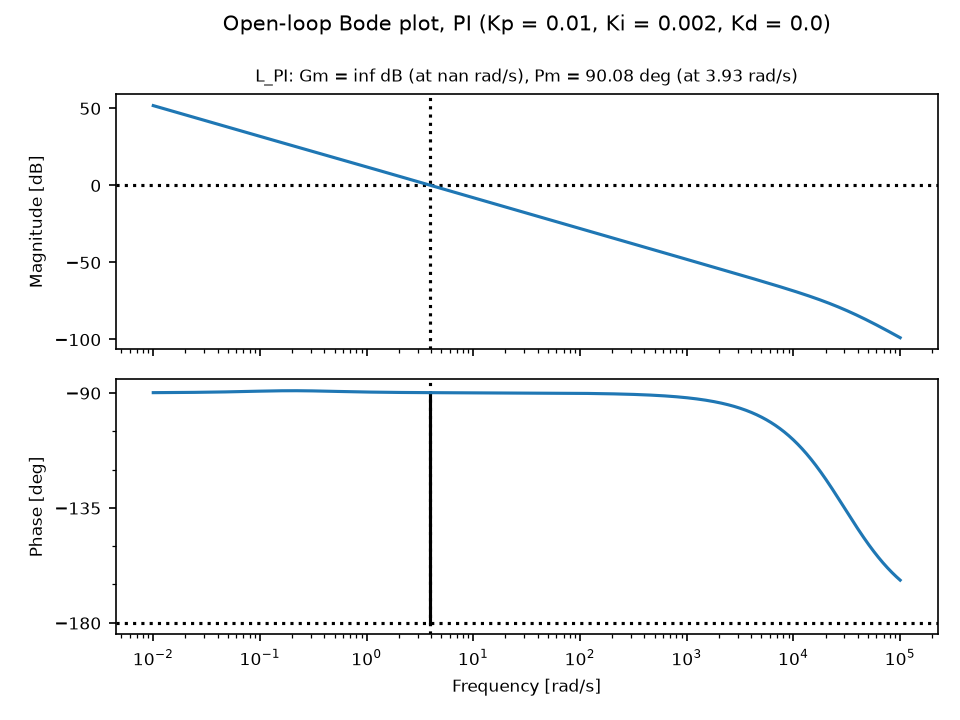 Open-loop Bode plot, PI (Kp = 0.01, Ki = 0.002, Kd = 0.0)
L_PI: Gm = inf dB (at nan rad/s), Pm = 90.08 deg (at 3.93 rad/s)
Magnitude [dB]
50
0
−50
−100
Phase [deg]
−90
−135
−180
10⁻² 10⁻¹ 10⁰ 10¹ 10² 10³ 10⁴ 10⁵
Frequency [rad/s]